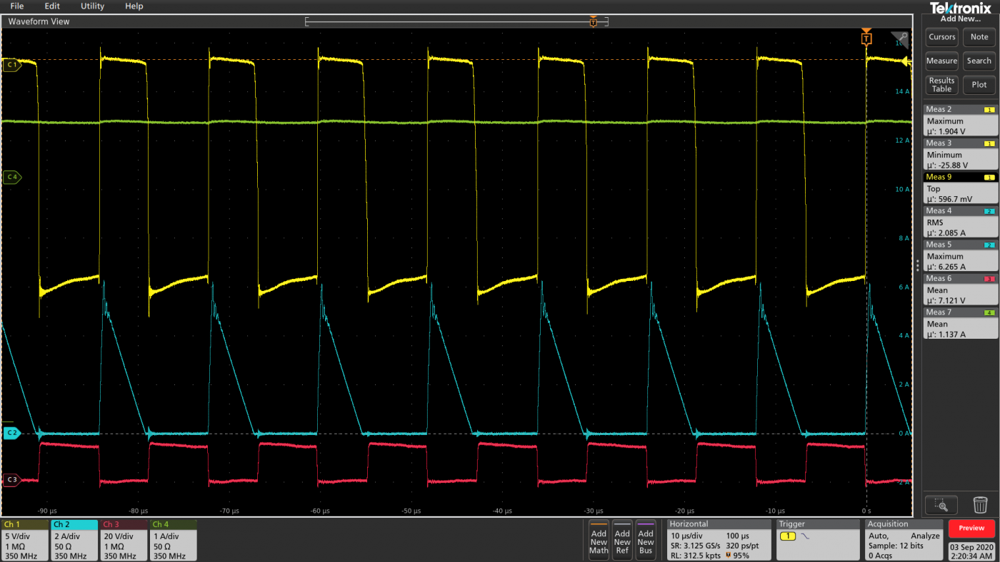 File Edit Utility Help
Tektronix
Waveform View
Add New...
T
T
Cursors Note
C 1
Measure Search
Results Table Plot
14 A
Meas 2 1
Maximum
µ': 1.904 V
12 A
Meas 3 1
Minimum
µ': -25.88 V
C 4
Meas 9 1
Top
µ': 596.7 mV
10 A
Meas 4 2
RMS
µ': 2.085 A
8 A
Meas 5 2
Maximum
µ': 6.265 A
6 A
Meas 6 3
Mean
µ': 7.121 V
Meas 7 4
Mean
µ': 1.137 A
4 A
2 A
C 2
0 A
C 3
-2 A
-90 µs -80 µs -70 µs -60 µs -50 µs -40 µs -30 µs -20 µs -10 µs 0 s
Ch 1
5 V/div
1 MΩ
350 MHz
Ch 2
2 A/div
50 Ω
350 MHz
Ch 3
20 V/div
1 MΩ
350 MHz
Ch 4
1 A/div
50 Ω
350 MHz
Add
New
Math
Add
New
Ref
Add
New
Bus
Horizontal
10 µs/div 100 µs
SR: 3.125 GS/s 320 ps/pt
RL: 312.5 kpts T 95%
Trigger
1
Acquisition
Auto, Analyze
Sample: 12 bits
0 Acqs
Preview
03 Sep 2020
2:20:34 AM